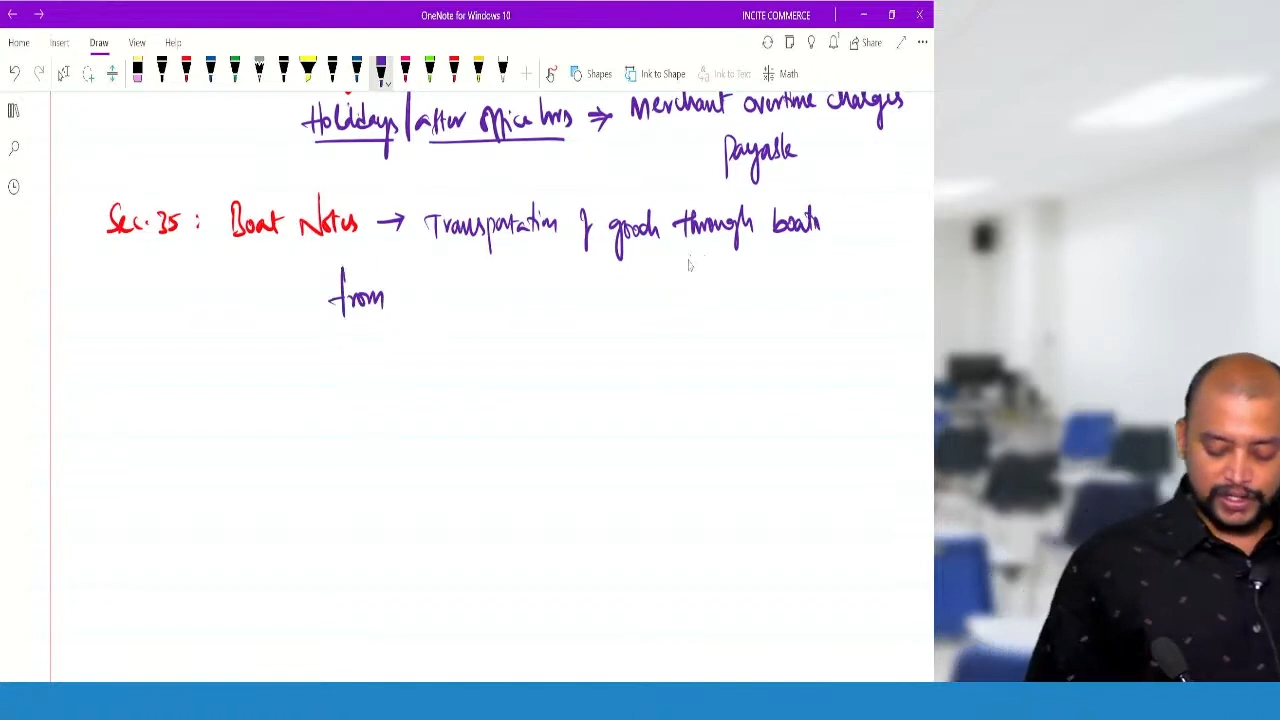 OneNote for Windows 10
INCITE COMMERCE
Home Insert Draw View Help
Share
Shapes Ink to Shape Ink to Text Math
Holidays / after office hrs ⇒ Merchant overtime charges
payable
Sec. 35 : Boat Notes → Transportation of goods through boats
from